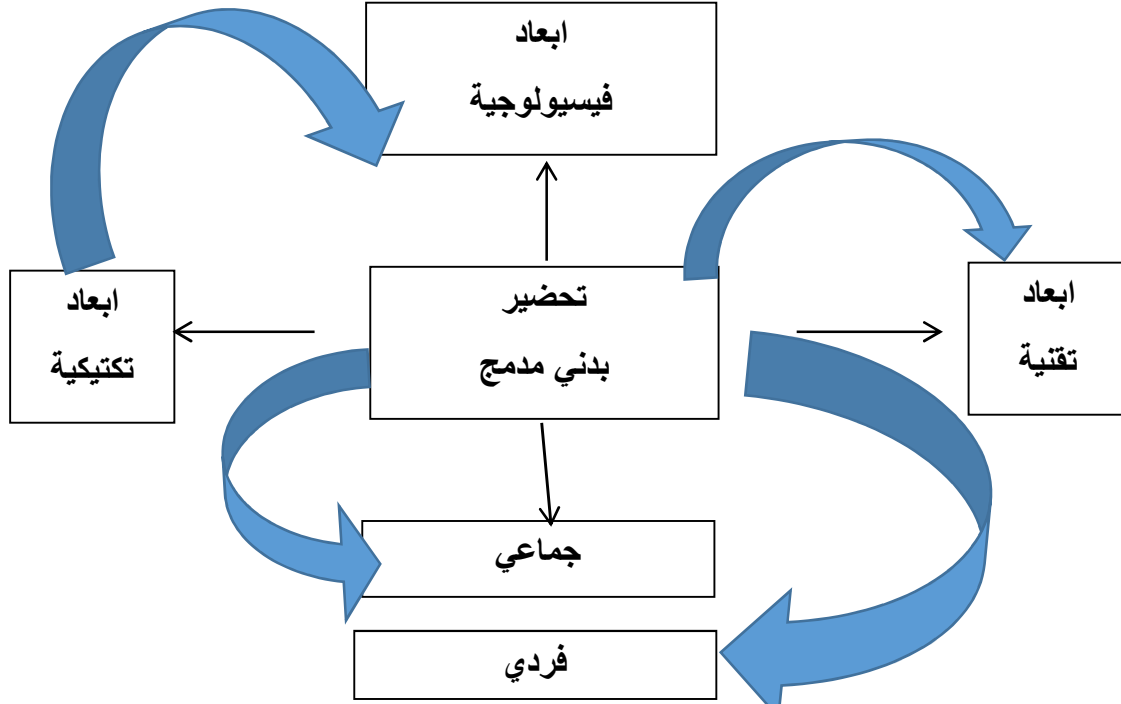 ابعاد
فيسيولوجية
ابعاد
تقنية
تحضير
بدني مدمج
ابعاد
تكتيكية
جماعي
فردي